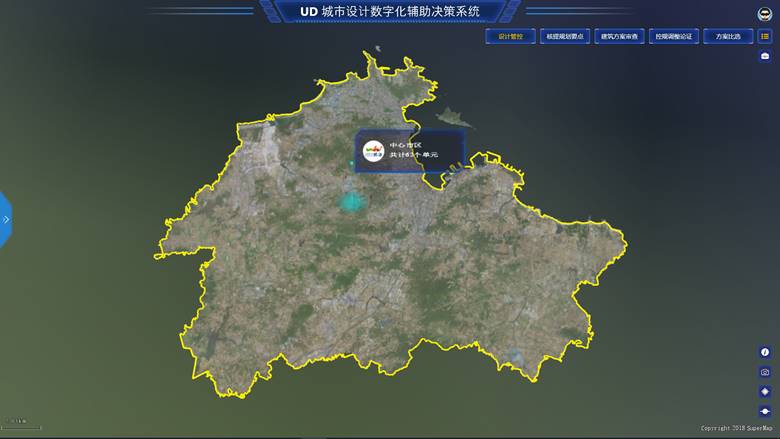 UD 城市设计数字化辅助决策系统
设计管控
核提规划要点
建筑方案审查
控规调整论证
方案比选
中心市区
共计63个单元
Copyright 2018 SuperMap